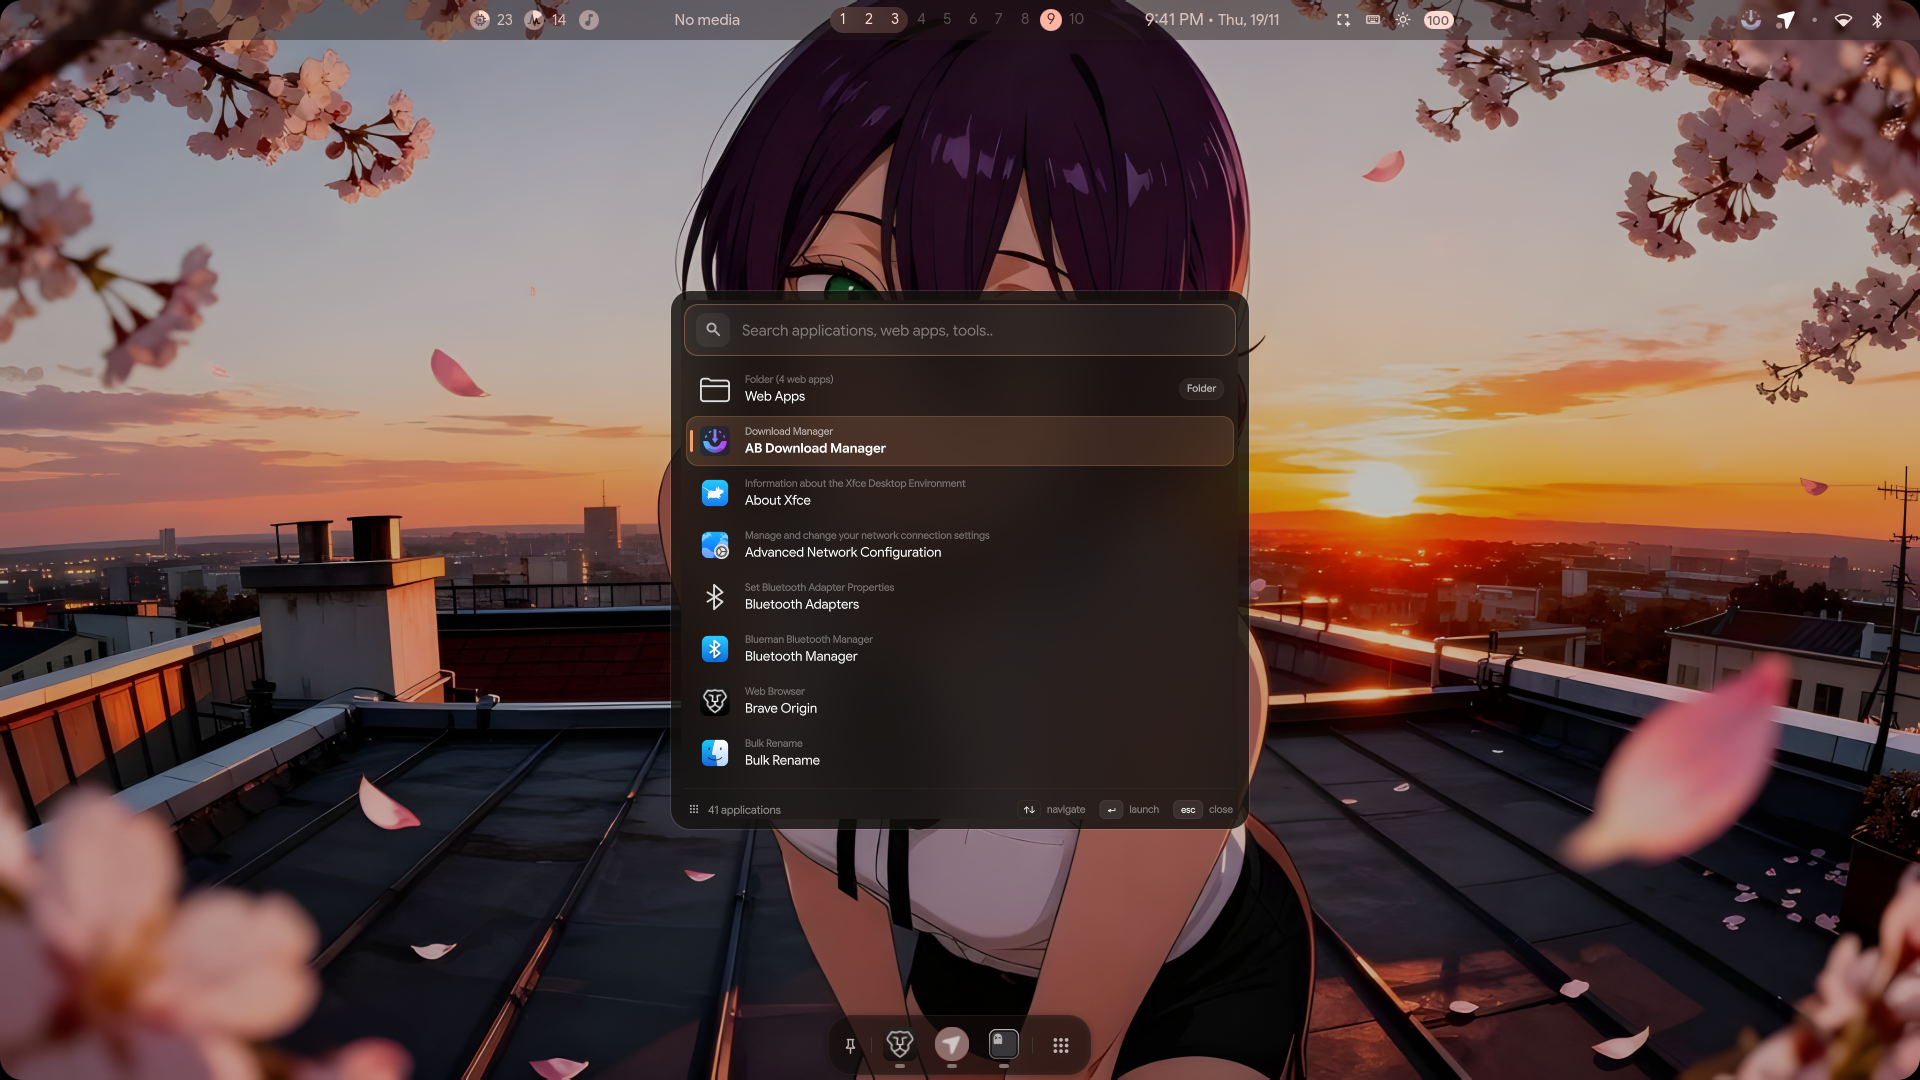 23
14
No media
1 2 3 4 5 6 7 8 9 10
9:41 PM • Thu, 19/11
100
Search applications, web apps, tools..
Folder (4 web apps)
Web Apps
Folder
Download Manager
AB Download Manager
Information about the Xfce Desktop Environment
About Xfce
Manage and change your network connection settings
Advanced Network Configuration
Set Bluetooth Adapter Properties
Bluetooth Adapters
Blueman Bluetooth Manager
Bluetooth Manager
Web Browser
Brave Origin
Bulk Rename
Bulk Rename
41 applications
navigate
launch
esc close